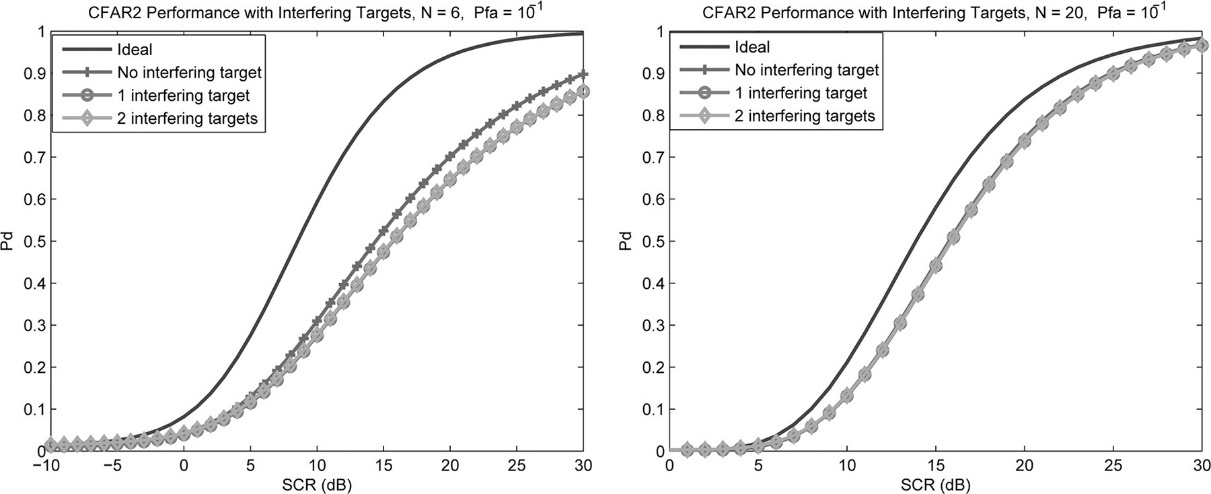 CFAR2 Performance with Interfering Targets, N = 6, Pfa = 10⁻¹
1
0.9
0.8
0.7
0.6
0.5
0.4
0.3
0.2
0.1
0
Pd
Ideal
No interfering target
1 interfering target
2 interfering targets
−10 −5 0 5 10 15 20 25 30
SCR (dB)
CFAR2 Performance with Interfering Targets, N = 20, Pfa = 10⁻¹
1
0.9
0.8
0.7
0.6
0.5
0.4
0.3
0.2
0.1
0
Pd
Ideal
No interfering target
1 interfering target
2 interfering targets
0 5 10 15 20 25 30
SCR (dB)